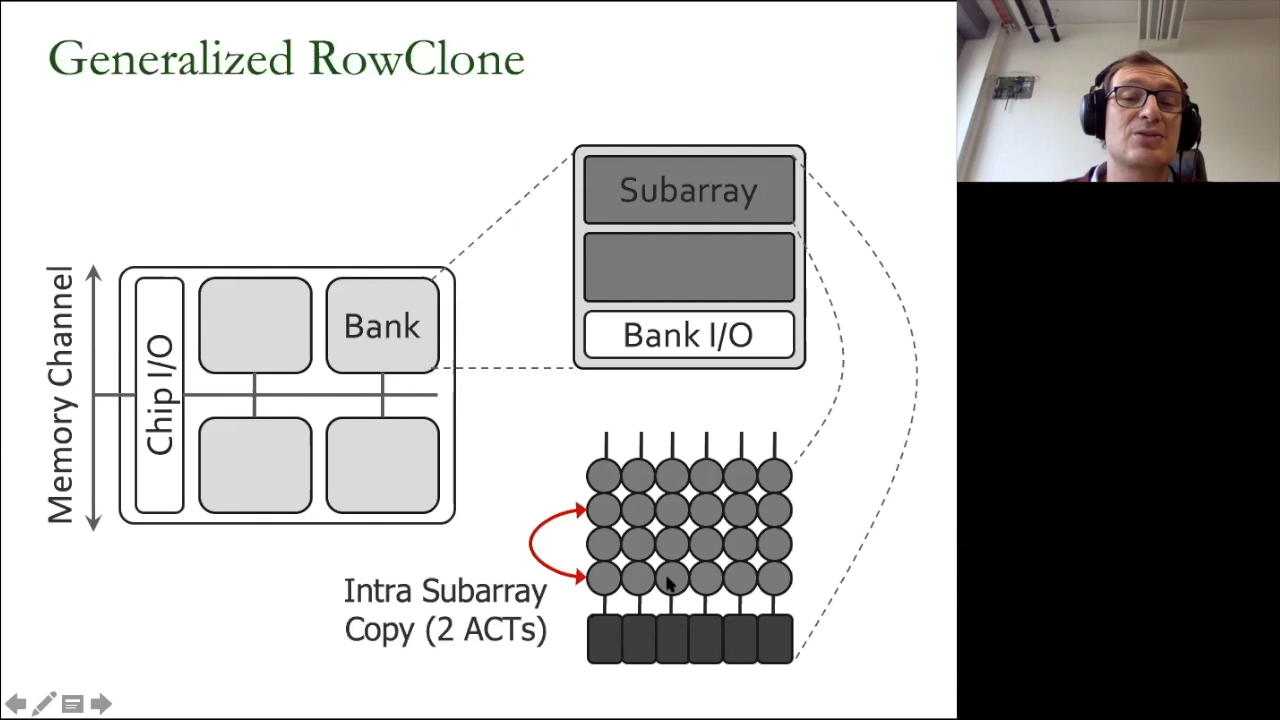 Generalized RowClone
Memory Channel
Chip I/O
Bank
Subarray
Bank I/O
Intra Subarray
Copy (2 ACTs)